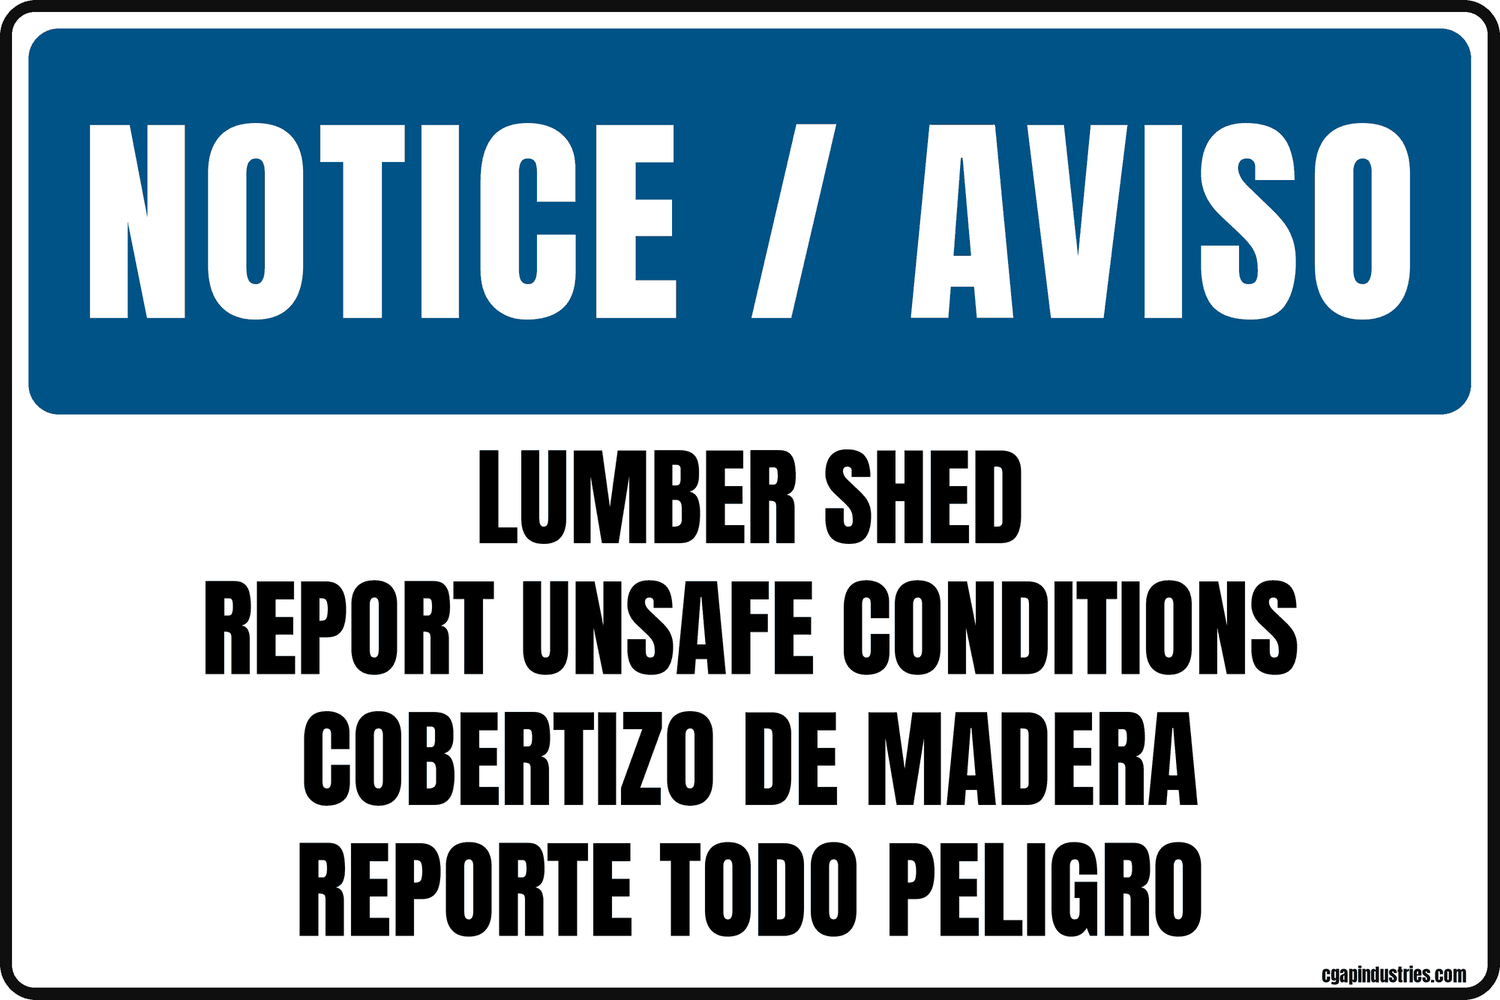 NOTICE / AVISO
LUMBER SHED
REPORT UNSAFE CONDITIONS
COBERTIZO DE MADERA
REPORTE TODO PELIGRO
cgapindustries.com